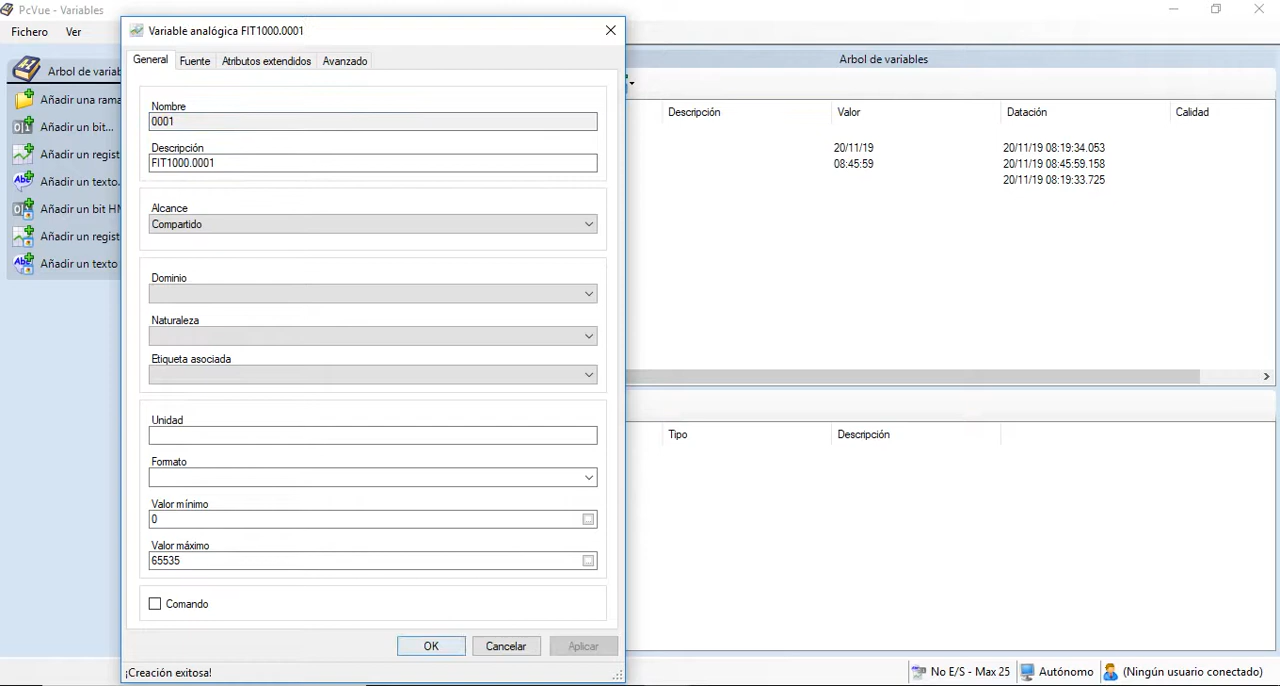 PcVue - Variables
Fichero Ver
Arbol de variab
Añadir una rama
Añadir un bit...
Añadir un regist
Añadir un texto.
Añadir un bit HM
Añadir un regist
Añadir un texto
Variable analógica FIT1000.0001
General Fuente Atributos extendidos Avanzado
Nombre
0001
Descripción
FIT1000.0001
Alcance
Compartido
Dominio
Naturaleza
Etiqueta asociada
Unidad
Formato
Valor mínimo
0
Valor máximo
65535
Comando
OK Cancelar Aplicar
¡Creación exitosa!
Arbol de variables
Descripción Valor Datación Calidad
20/11/19 20/11/19 08:19:34.053
08:45:59 20/11/19 08:45:59.158
20/11/19 08:19:33.725
Tipo Descripción
No E/S - Max 25 Autónomo (Ningún usuario conectado)